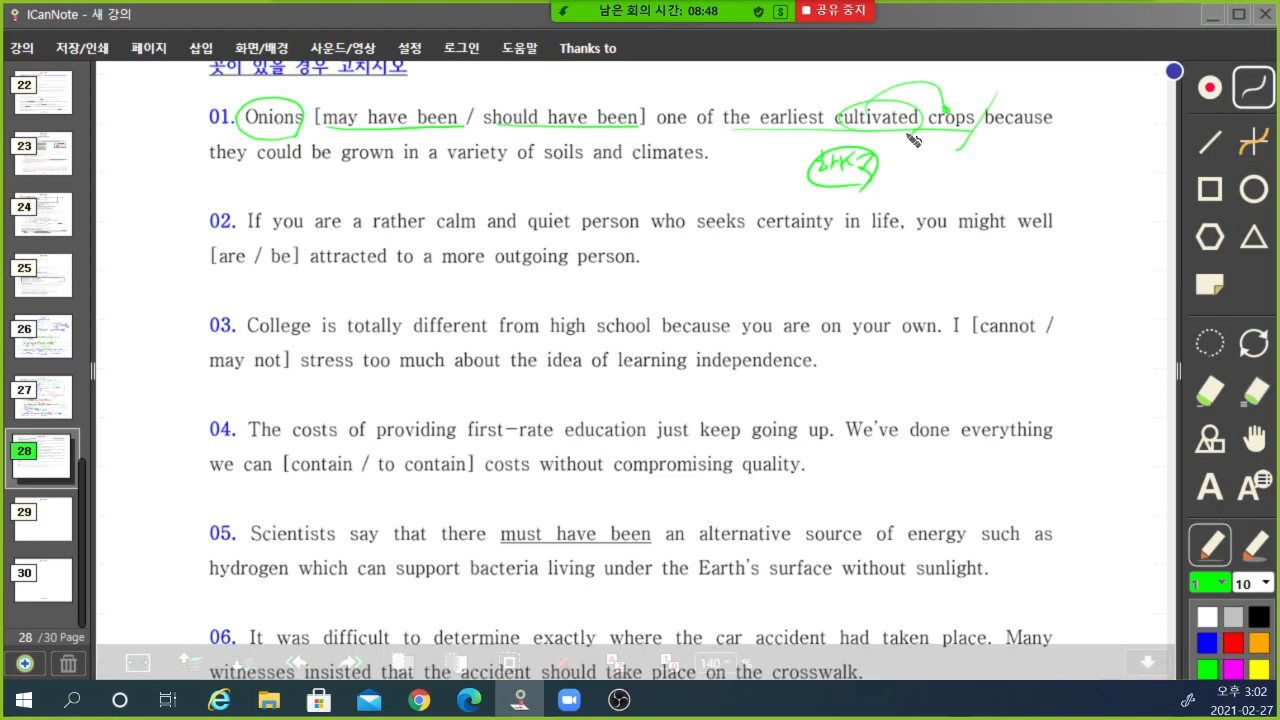 ICanNote - 새 강의
남은 회의 시간: 08:48
공유 중지
강의 저장/인쇄 페이지 삽입 화면/배경 사운드/영상 설정 로그인 도움말 Thanks to
곳이 있을 경우 고치시오
01. Onions [may have been / should have been] one of the earliest cultivated crops because
they could be grown in a variety of soils and climates.
02. If you are a rather calm and quiet person who seeks certainty in life, you might well
[are / be] attracted to a more outgoing person.
03. College is totally different from high school because you are on your own. I [cannot /
may not] stress too much about the idea of learning independence.
04. The costs of providing first-rate education just keep going up. We've done everything
we can [contain / to contain] costs without compromising quality.
05. Scientists say that there must have been an alternative source of energy such as
hydrogen which can support bacteria living under the Earth's surface without sunlight.
06. It was difficult to determine exactly where the car accident had taken place. Many
witnesses insisted that the accident should take place on the crosswalk.
22
23
24
25
26
27
28
29
30
28 /30 Page
140 %
A A
1 10
오후 3:02
2021-02-27